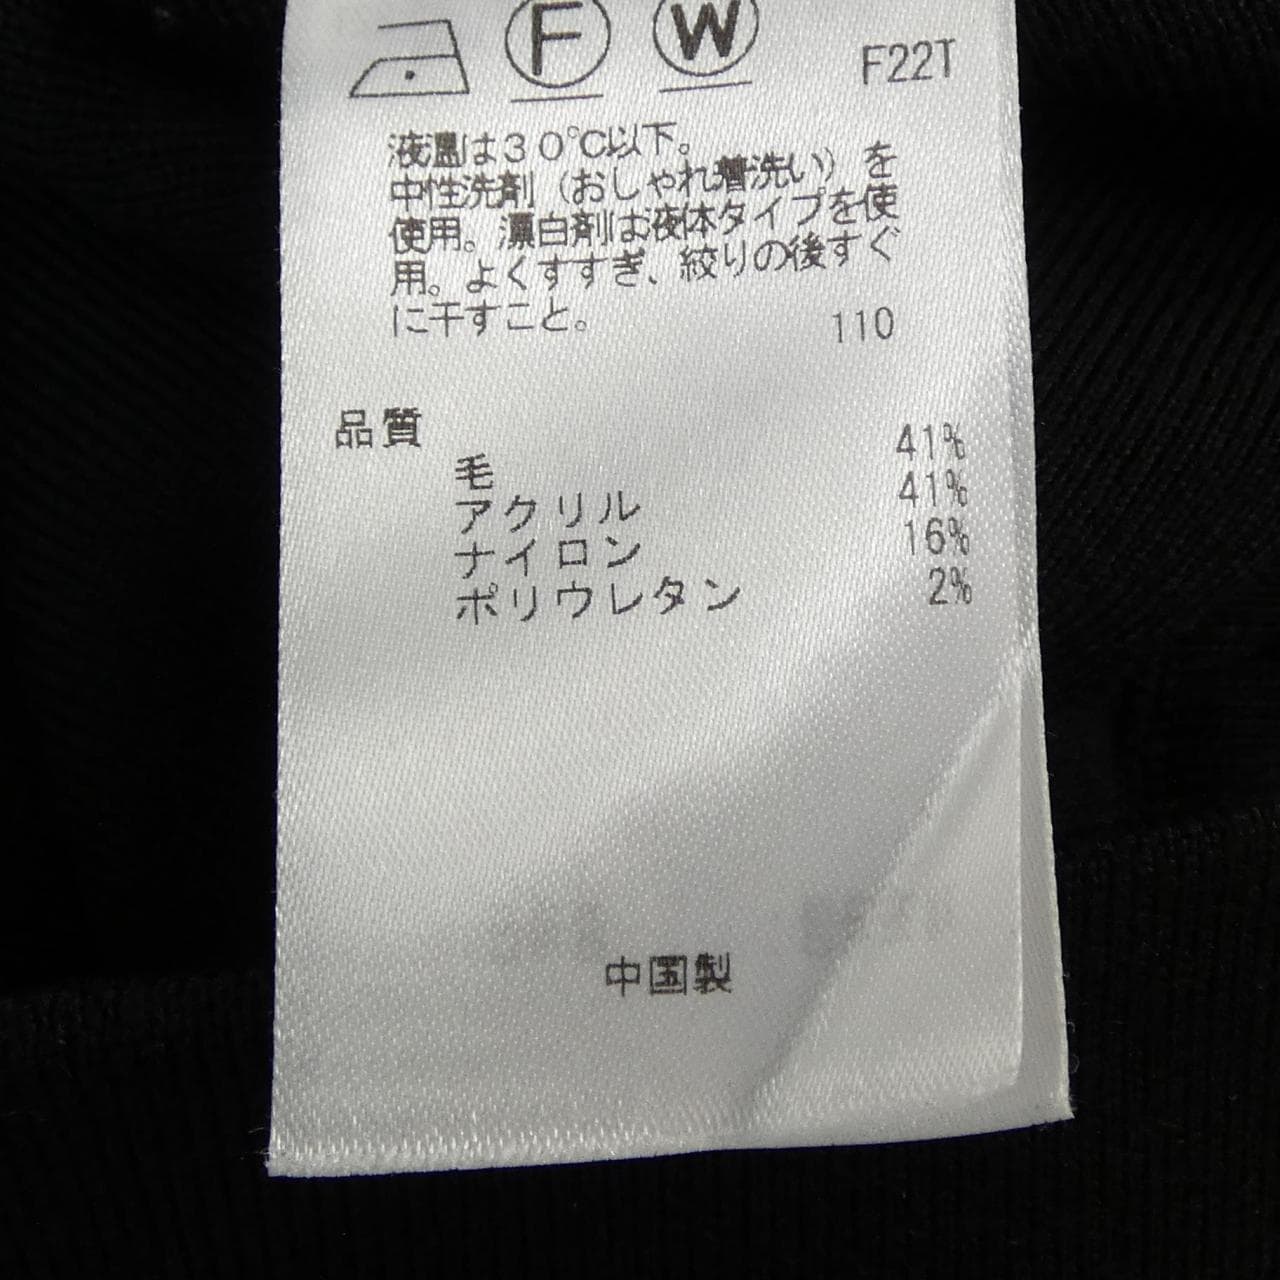 F W F22T
液温は30℃以下。
中性洗剤（おしゃれ着洗い）を
使用。漂白剤は液体タイプを使
用。よくすすぎ、絞りの後すぐ
に干すこと。 110
品質
毛 41%
アクリル 41%
ナイロン 16%
ポリウレタン 2%
中国製